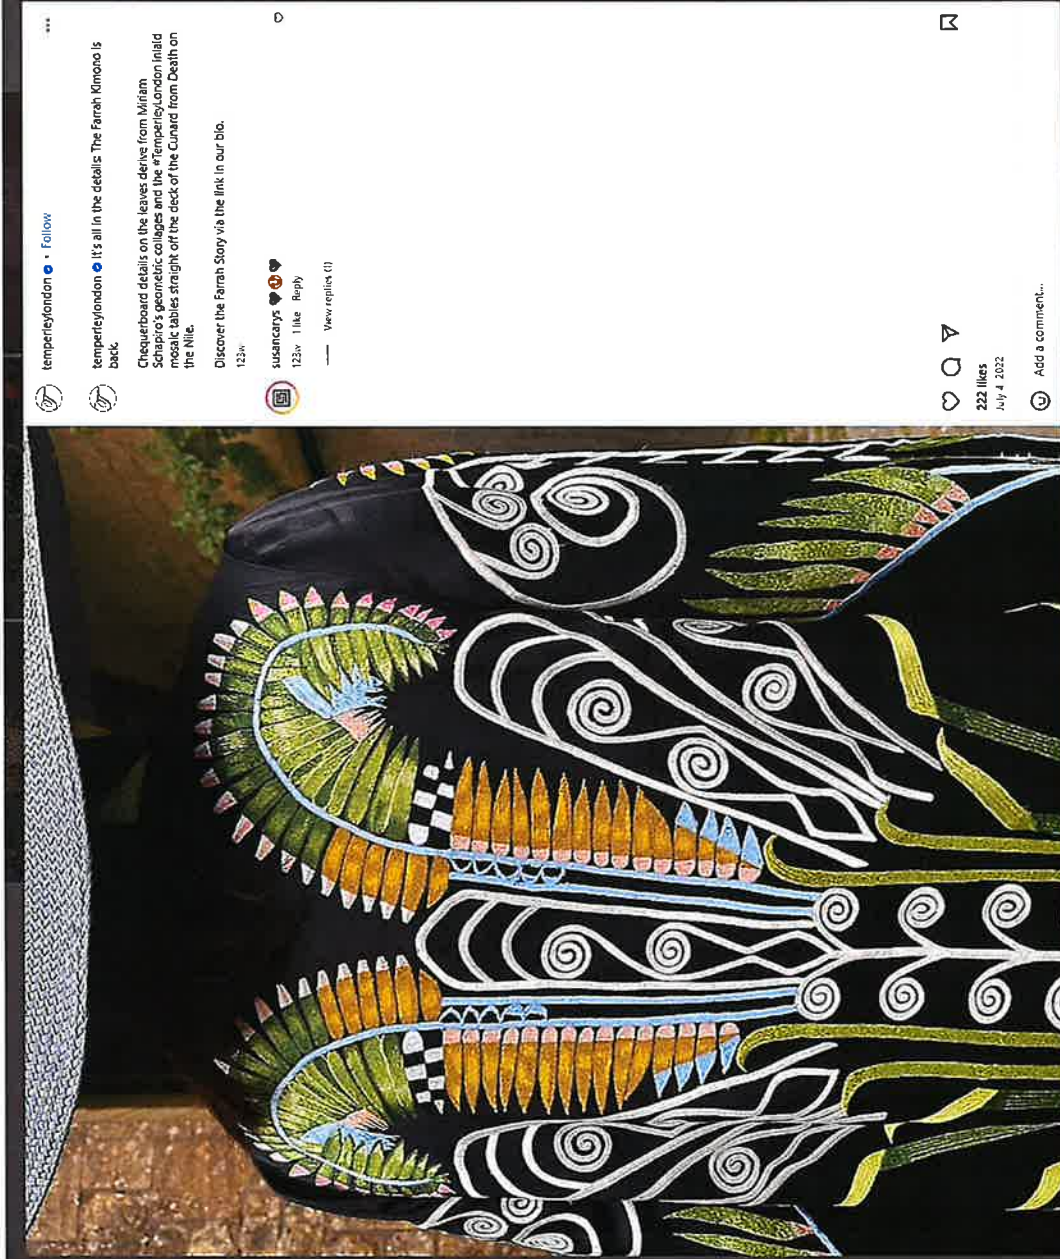 temperleylondon • Follow
temperleylondon It's all in the details: The Farrah Kimono is
back.
Chequerboard details on the leaves derive from Miriam
Schapiro's geometric collages and the #TemperleyLondon inlaid
mosaic tables straight off the deck of the Cunard from Death on
the Nile.
Discover the Farrah Story via the link in our bio.
123w
susancarys
123w 1 like Reply
View replies (1)
222 likes
July 4 2022
Add a comment...